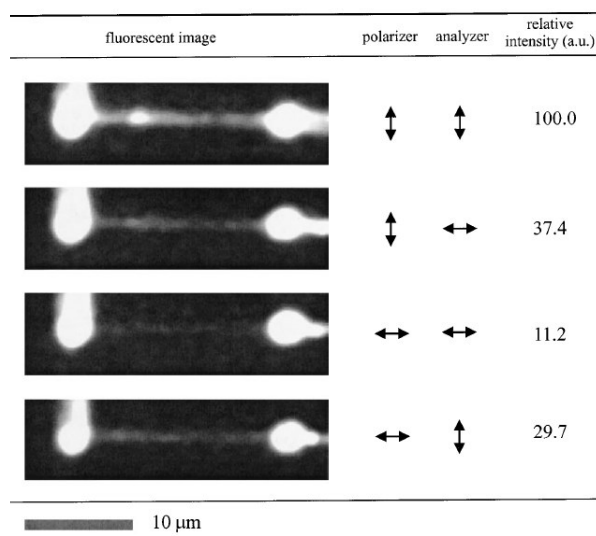 fluorescent image polarizer analyzer relative intensity (a.u.)
100.0
37.4
11.2
29.7
10 μm